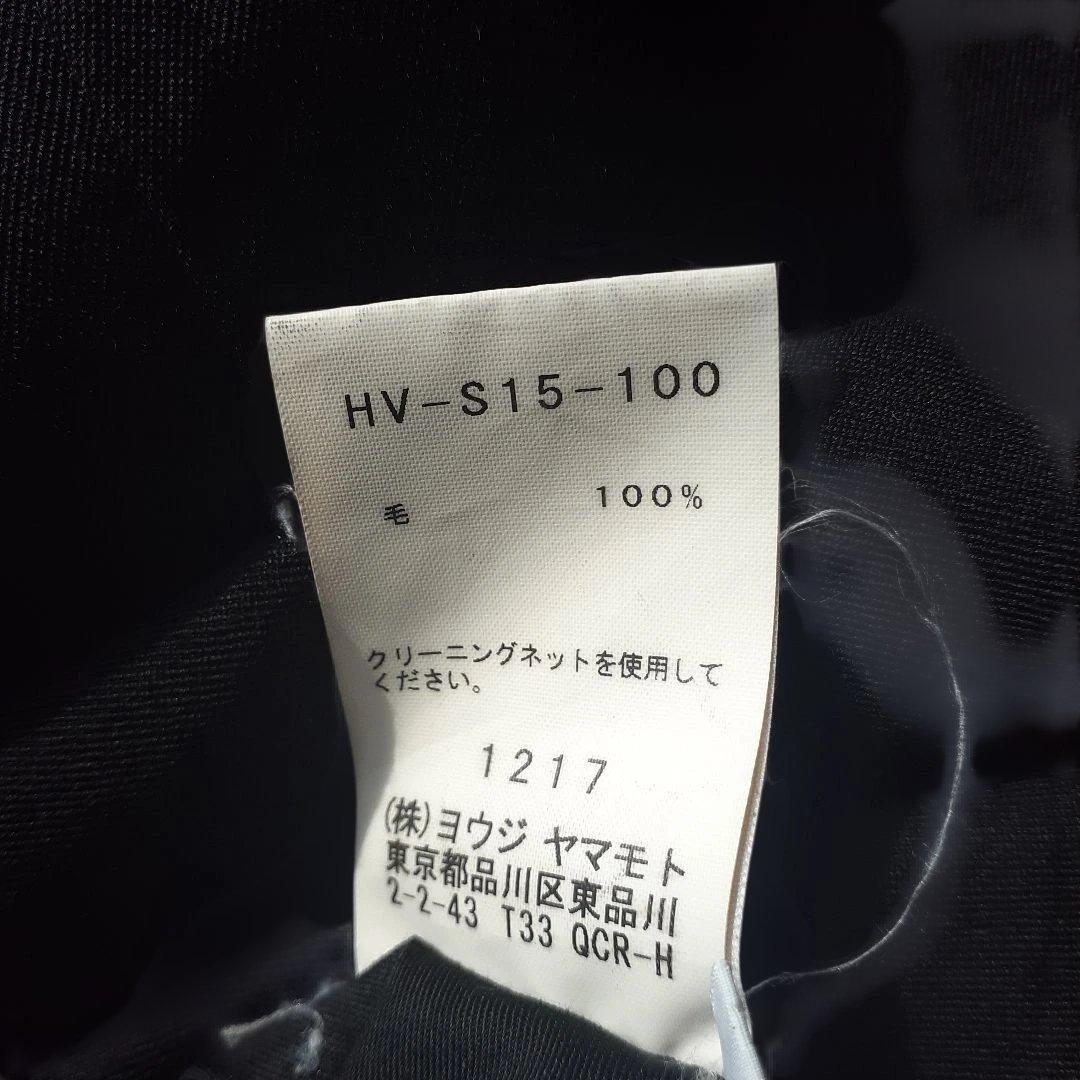 HV-S15-100
毛 100%
クリーニングネットを使用して
ください。
1217
(株)ヨウジ ヤマモト
東京都品川区東品川
2-2-43 T33 QCR-H